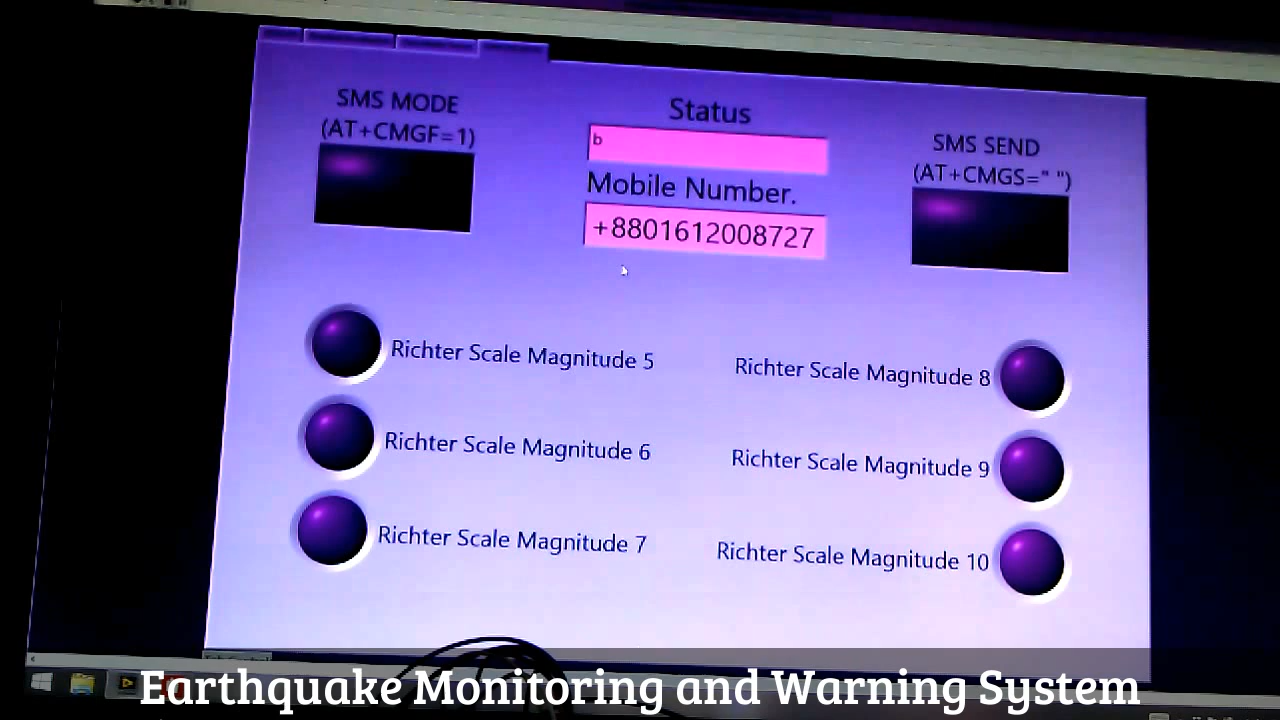 SMS MODE
(AT+CMGF=1)
Status
b
Mobile Number.
+8801612008727
SMS SEND
(AT+CMGS=" ")
Richter Scale Magnitude 5
Richter Scale Magnitude 6
Richter Scale Magnitude 7
Richter Scale Magnitude 8
Richter Scale Magnitude 9
Richter Scale Magnitude 10
Earthquake Monitoring and Warning System